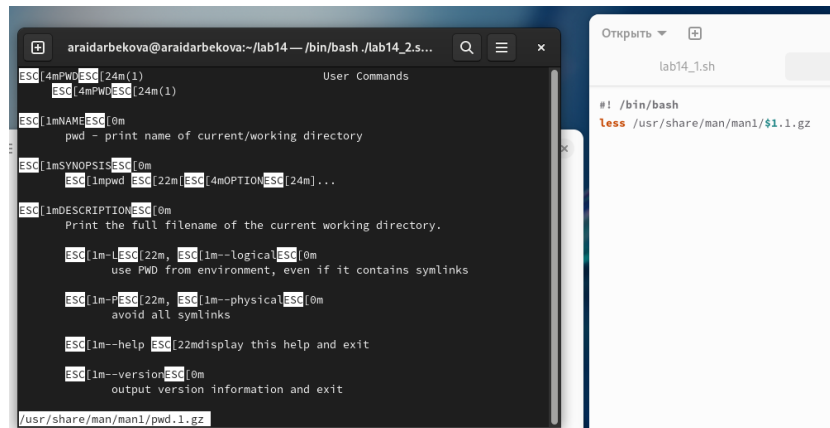 araidarbekova@araidarbekova:~/lab14 — /bin/bash ./lab14_2.s...
ESC[4mPWDESC[24m(1) User Commands
ESC[4mPWDESC[24m(1)
ESC[1mNAMEESC[0m
pwd - print name of current/working directory
ESC[1mSYNOPSISESC[0m
ESC[1mpwd ESC[22m[ESC[4mOPTIONESC[24m]...
ESC[1mDESCRIPTIONESC[0m
Print the full filename of the current working directory.
ESC[1m-LESC[22m, ESC[1m--logicalESC[0m
use PWD from environment, even if it contains symlinks
ESC[1m-PESC[22m, ESC[1m--physicalESC[0m
avoid all symlinks
ESC[1m--help ESC[22mdisplay this help and exit
ESC[1m--versionESC[0m
output version information and exit
/usr/share/man/man1/pwd.1.gz
Открыть
lab14_1.sh
#! /bin/bash
less /usr/share/man/man1/$1.1.gz